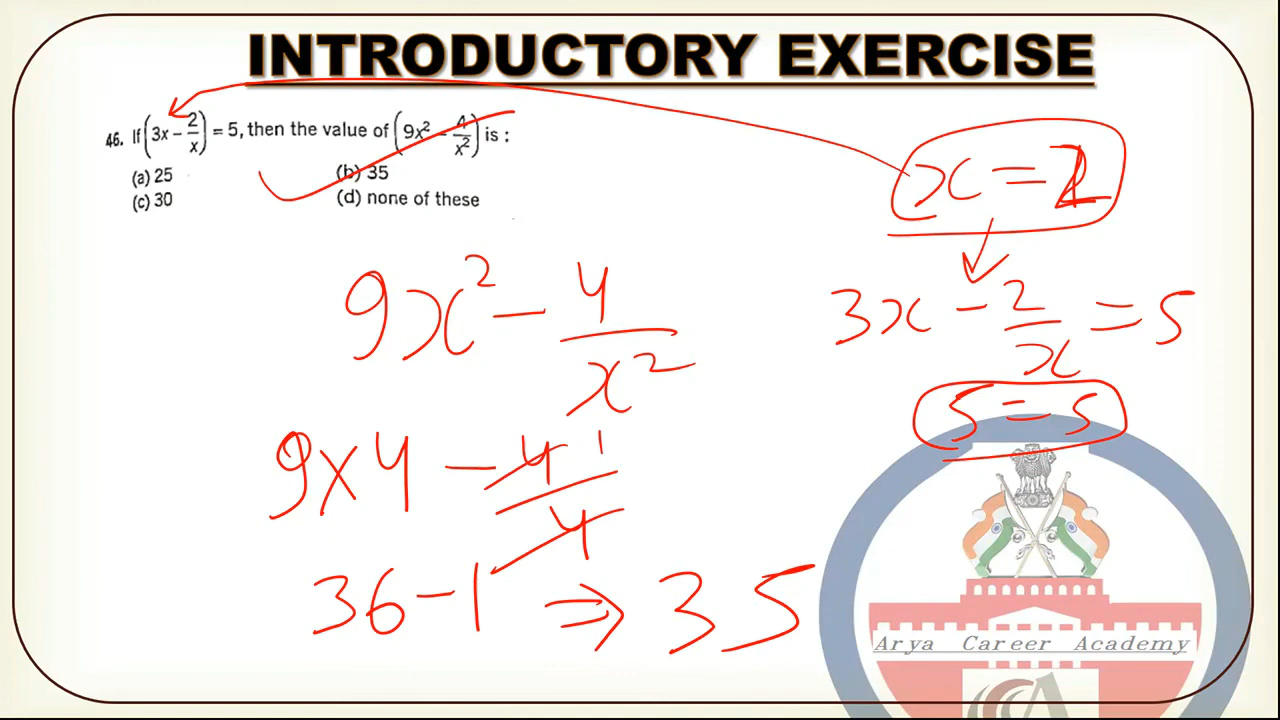 INTRODUCTORY EXERCISE
46. If (3x − 2/x) = 5, then the value of (9x² − 4/x²) is :
(a) 25 (b) 35
(c) 30 (d) none of these
x = 2
3x − 2/x = 5
5 = 5
9x² − 4/x²
9 × 4 − 4/4 1
36 − 1 ⇒ 35
Arya Career Academy